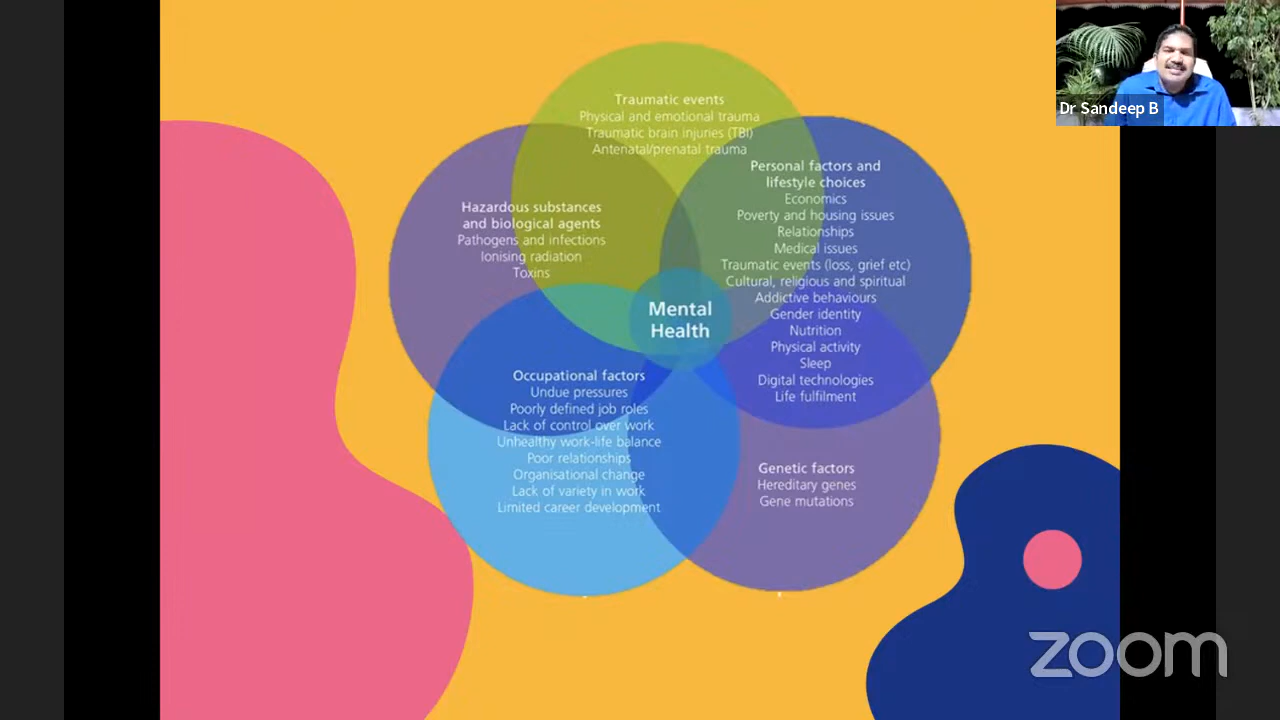 Traumatic events
Physical and emotional trauma
Traumatic brain injuries (TBI)
Antenatal/prenatal trauma
Personal factors and
lifestyle choices
Economics
Poverty and housing issues
Relationships
Medical issues
Traumatic events (loss, grief etc)
Cultural, religious and spiritual
Addictive behaviours
Gender identity
Nutrition
Physical activity
Sleep
Digital technologies
Life fulfilment
Hazardous substances
and biological agents
Pathogens and infections
Ionising radiation
Toxins
Mental
Health
Occupational factors
Undue pressures
Poorly defined job roles
Lack of control over work
Unhealthy work-life balance
Poor relationships
Organisational change
Lack of variety in work
Limited career development
Genetic factors
Hereditary genes
Gene mutations
Dr Sandeep B
zoom